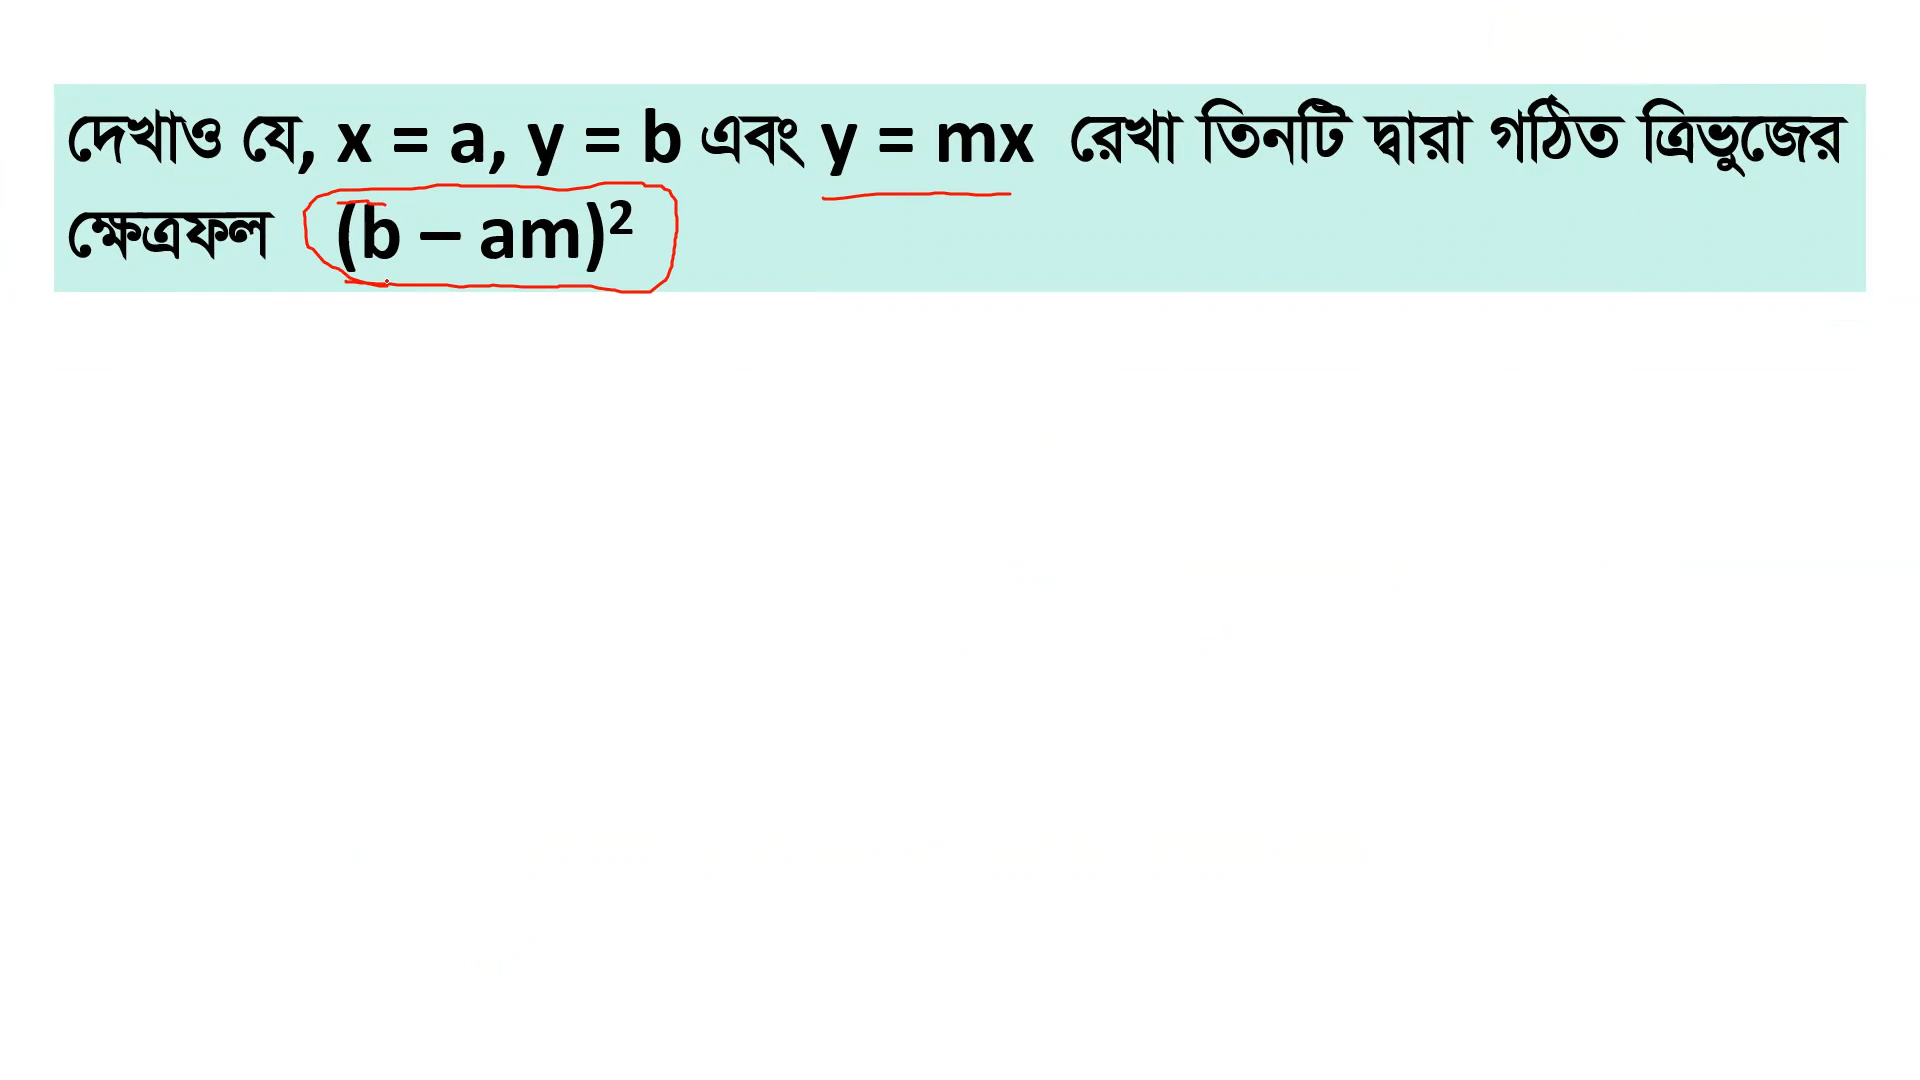 দেখাও যে, x = a, y = b এবং y = mx রেখা তিনটি দ্বারা গঠিত ত্রিভুজের
ক্ষেত্রফল (b – am)²